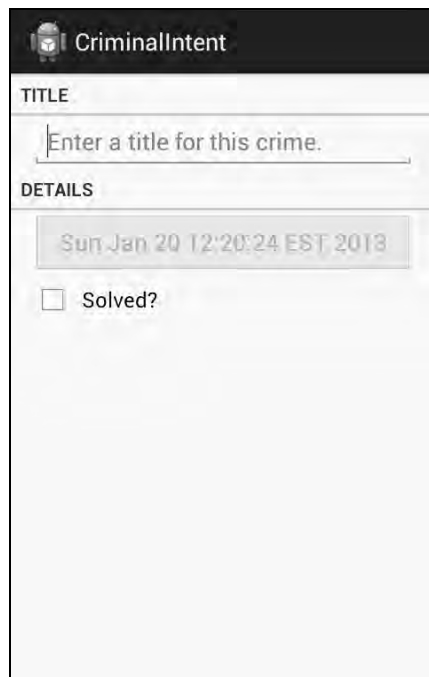 CriminalIntent
TITLE
Enter a title for this crime.
DETAILS
Sun Jan 20 12:20:24 EST 2013
Solved?